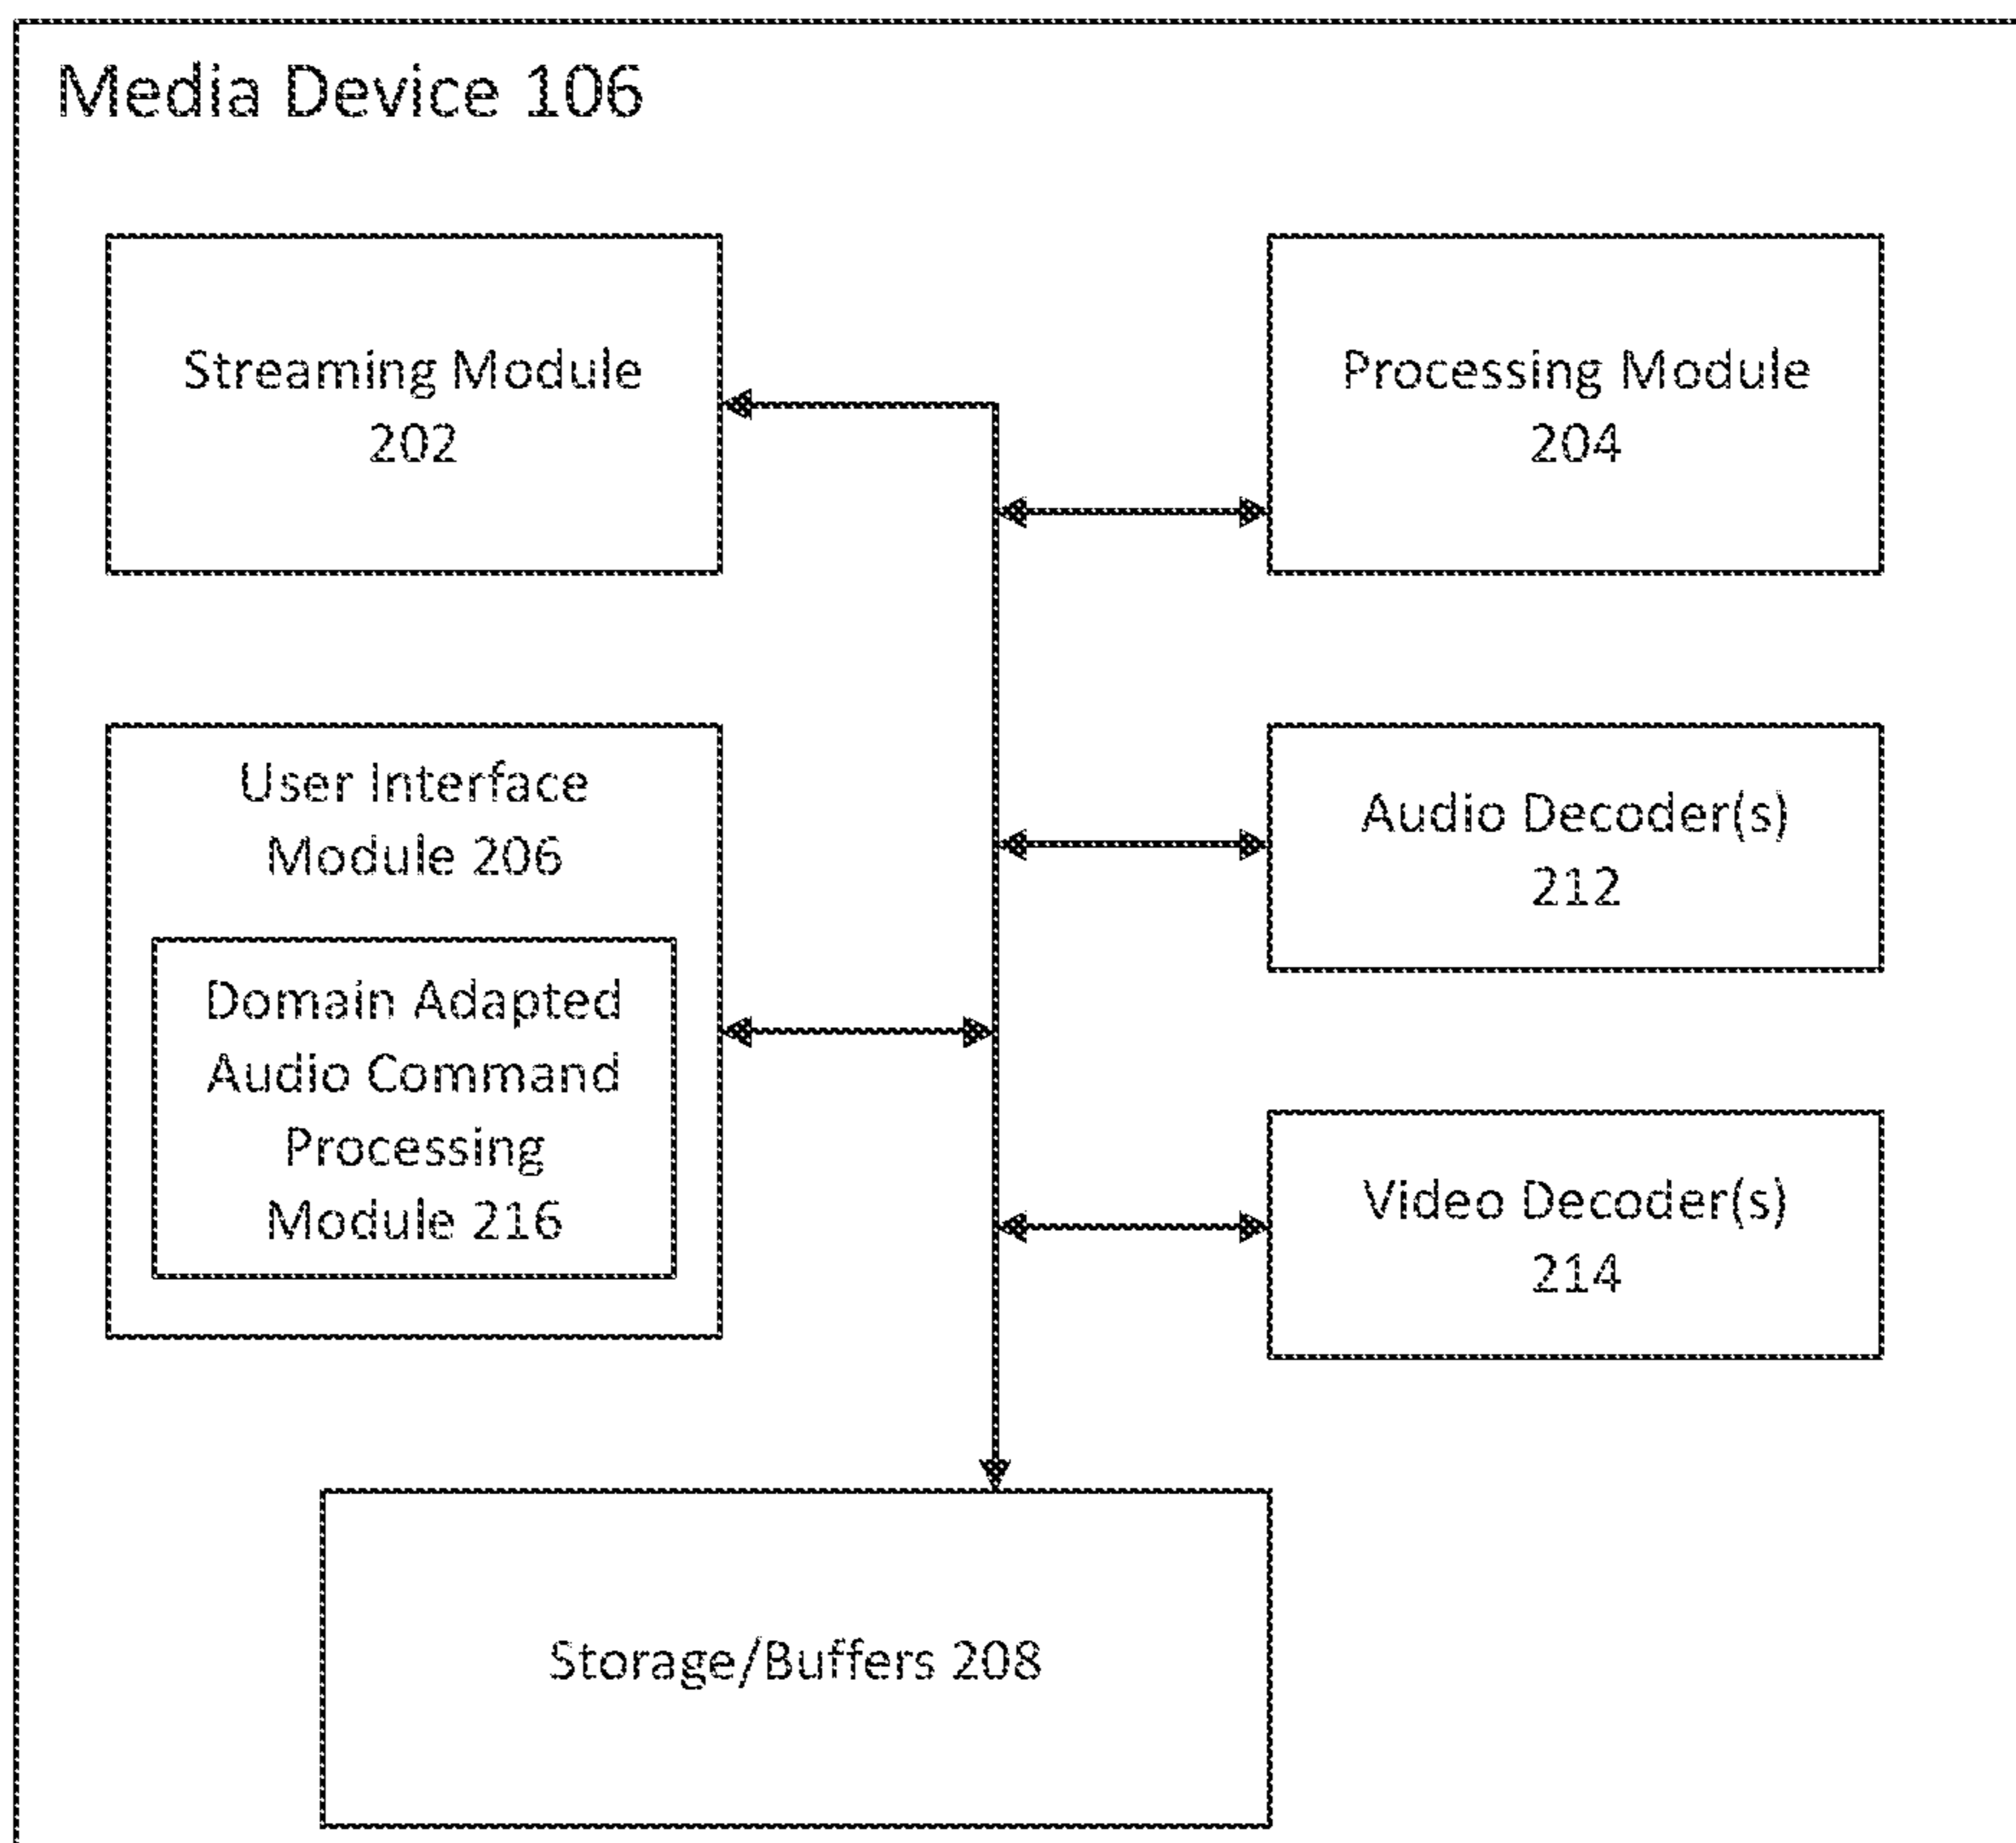 Media Device 106
Streaming Module
202
Processing Module
204
User Interface
Module 206
Domain Adapted
Audio Command
Processing
Module 216
Audio Decoder(s)
212
Video Decoder(s)
214
Storage/Buffers 208